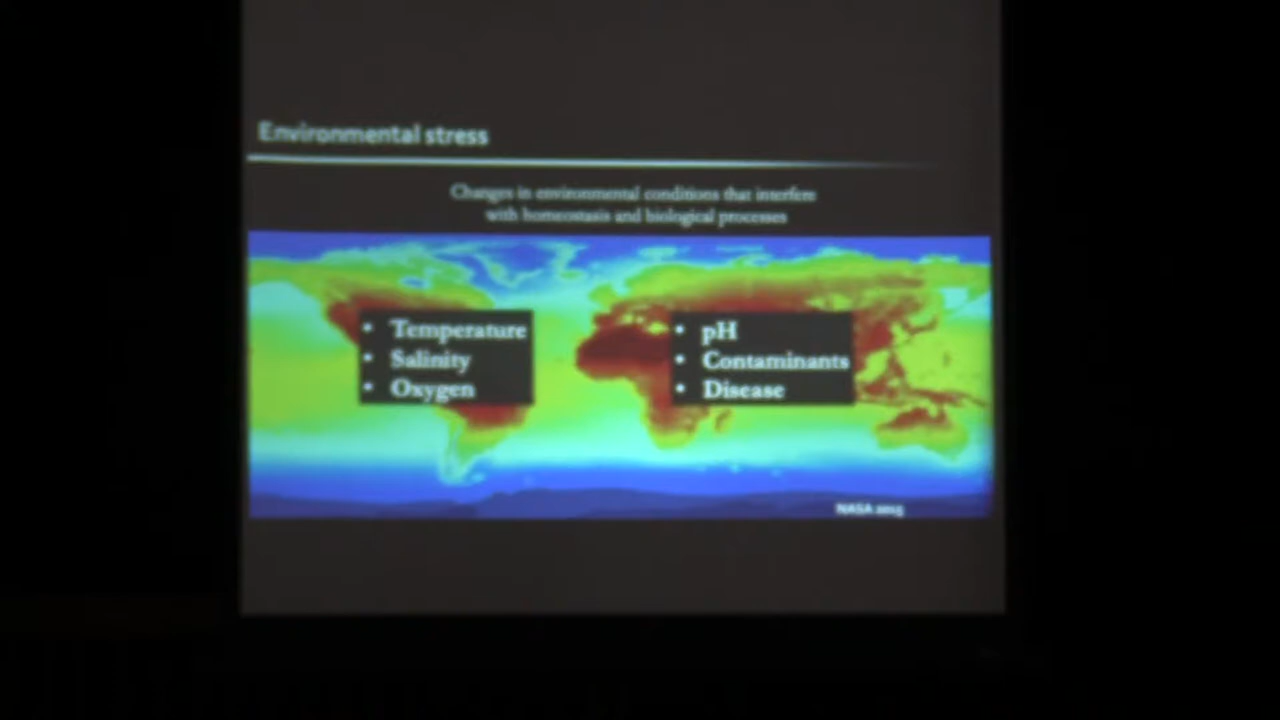 Environmental stress
Changes in environmental conditions that interfere
with homeostasis and biological processes
• Temperature
• Salinity
• Oxygen
• pH
• Contaminants
• Disease
NASA 2015